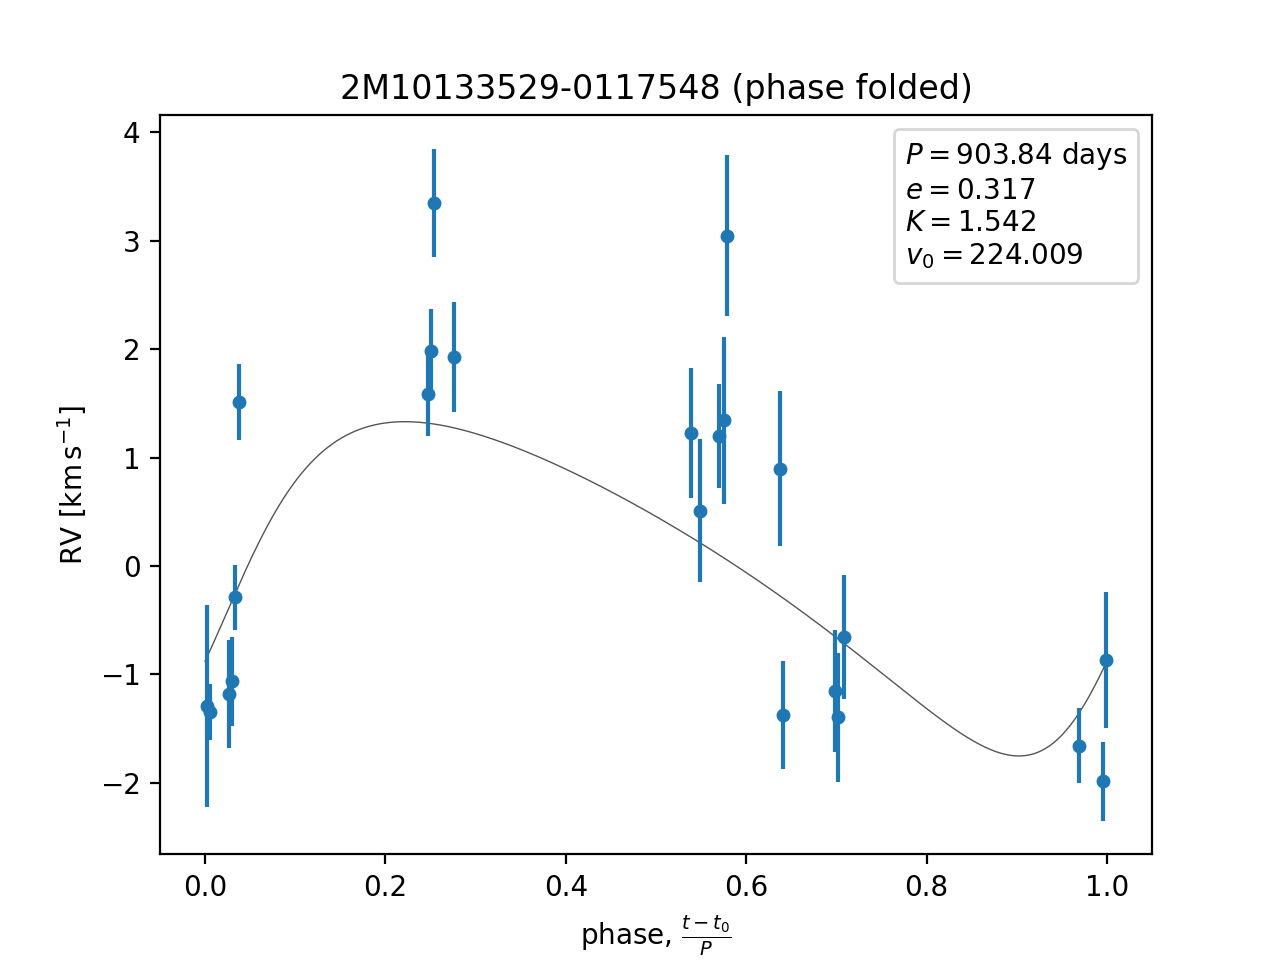 2M10133529-0117548 (phase folded)
P = 903.84 days
e = 0.317
K = 1.542
v₀ = 224.009
4
3
2
1
0
−1
−2
RV [km s⁻¹]
0.0 0.2 0.4 0.6 0.8 1.0
phase, (t − t₀)/P